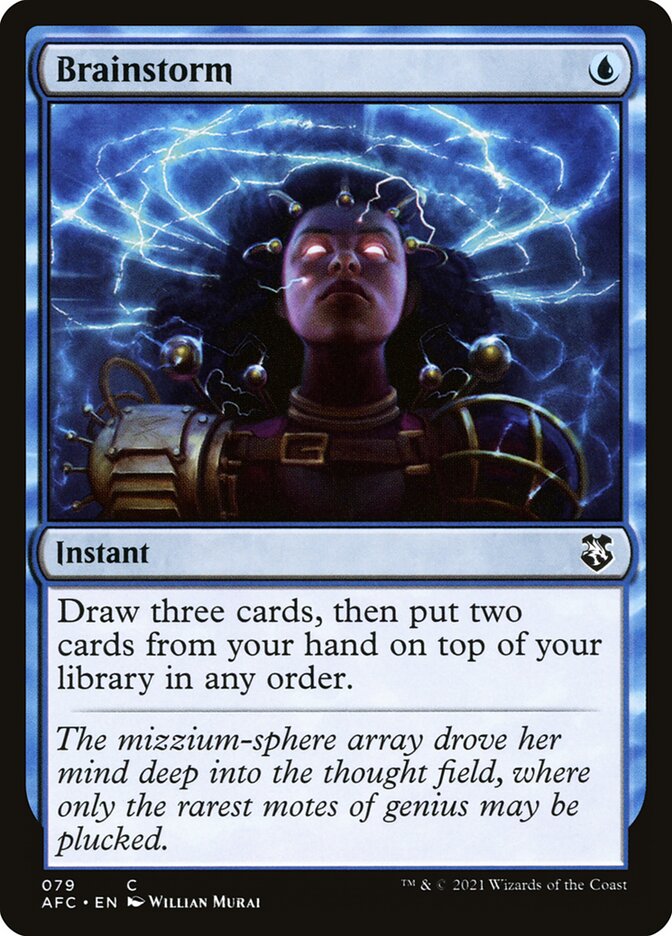 Brainstorm
Instant
Draw three cards, then put two
cards from your hand on top of your
library in any order.
The mizzium-sphere array drove her
mind deep into the thought field, where
only the rarest motes of genius may be
plucked.
079 C
AFC • EN Willian Murai
™ & © 2021 Wizards of the Coast